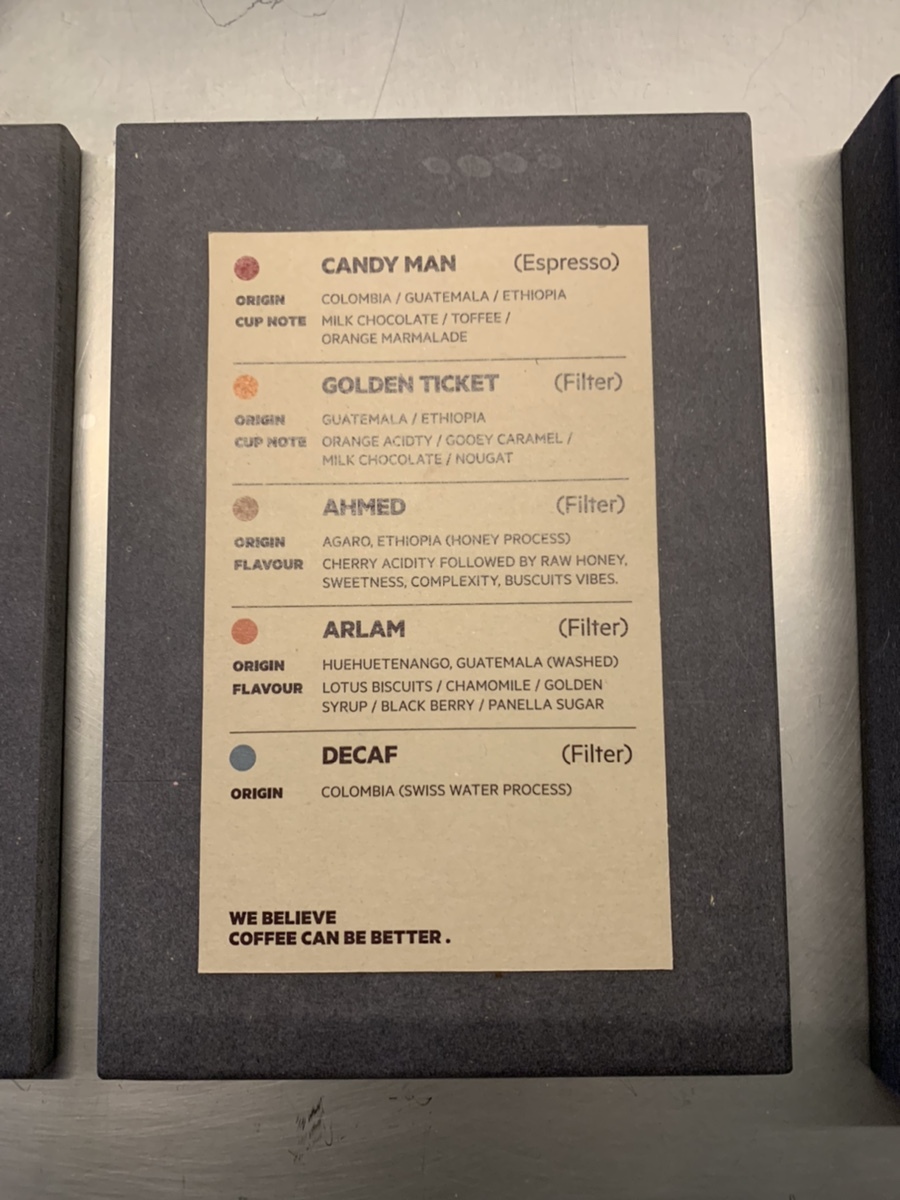 CANDY MAN (Espresso)
ORIGIN COLOMBIA / GUATEMALA / ETHIOPIA
CUP NOTE MILK CHOCOLATE / TOFFEE /
ORANGE MARMALADE
GOLDEN TICKET (Filter)
ORIGIN GUATEMALA / ETHIOPIA
CUP NOTE ORANGE ACIDTY / GOOEY CARAMEL /
MILK CHOCOLATE / NOUGAT
AHMED (Filter)
ORIGIN AGARO, ETHIOPIA (HONEY PROCESS)
FLAVOUR CHERRY ACIDITY FOLLOWED BY RAW HONEY,
SWEETNESS, COMPLEXITY, BUSCUITS VIBES.
ARLAM (Filter)
ORIGIN HUEHUETENANGO, GUATEMALA (WASHED)
FLAVOUR LOTUS BISCUITS / CHAMOMILE / GOLDEN
SYRUP / BLACK BERRY / PANELLA SUGAR
DECAF (Filter)
ORIGIN COLOMBIA (SWISS WATER PROCESS)
WE BELIEVE
COFFEE CAN BE BETTER .